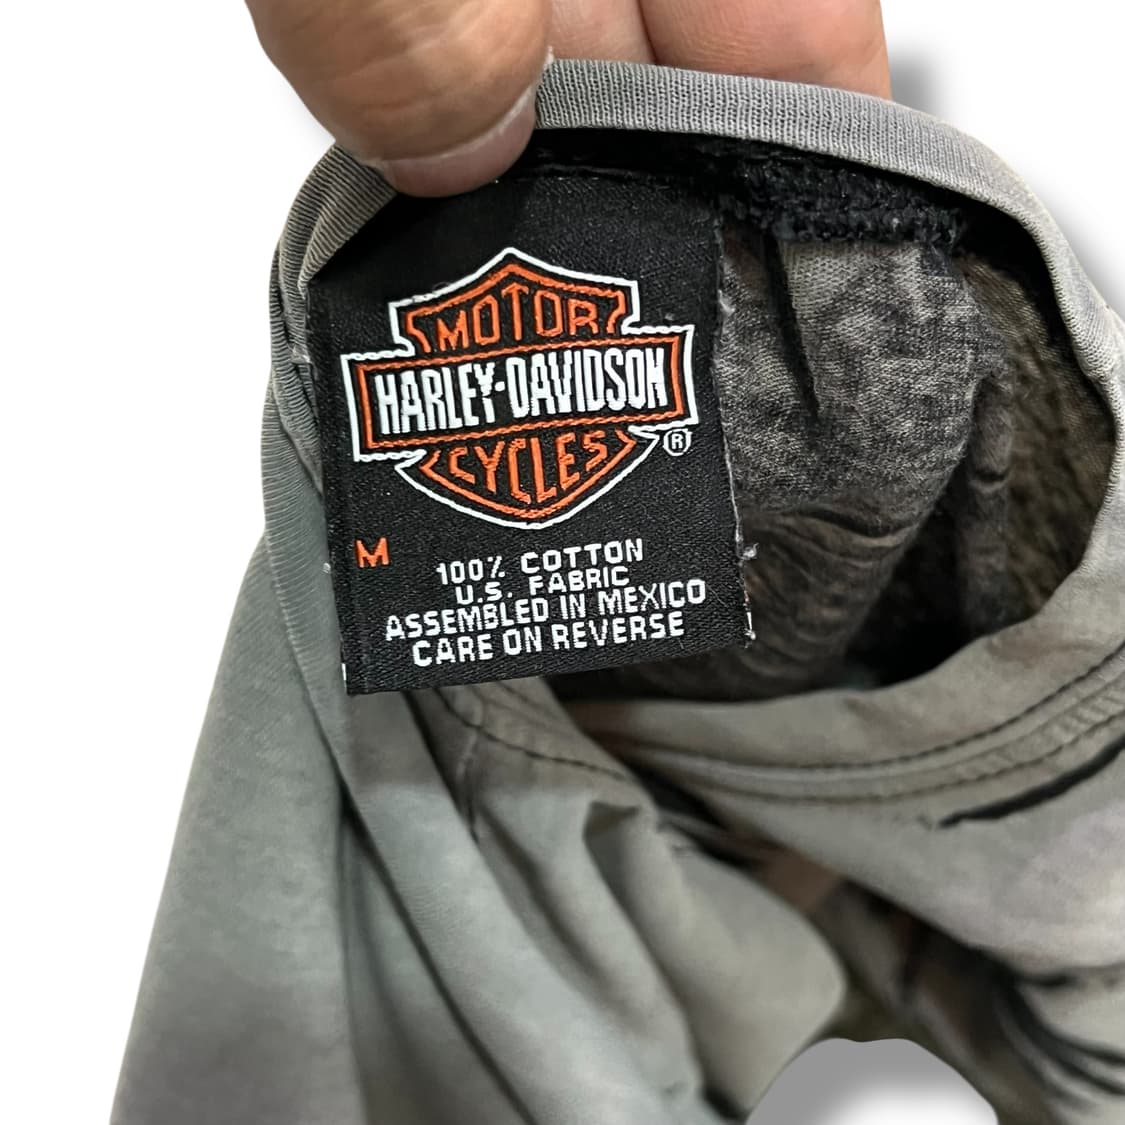 MOTOR
HARLEY-DAVIDSON
CYCLES
®
M
100% COTTON
U.S. FABRIC
ASSEMBLED IN MEXICO
CARE ON REVERSE